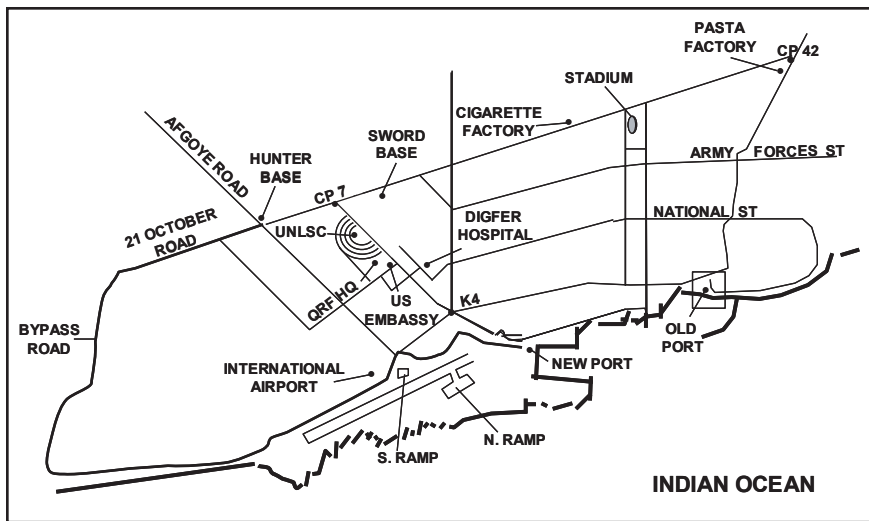 PASTA
FACTORY
CP 42
STADIUM
CIGARETTE
FACTORY
AFGOYE ROAD
HUNTER
BASE
SWORD
BASE
CP 7
ARMY FORCES ST
21 OCTOBER
ROAD
UNLSC
DIGFER
HOSPITAL
NATIONAL ST
QRF HQ
US
EMBASSY
K4
BYPASS
ROAD
OLD
PORT
INTERNATIONAL
AIRPORT
NEW PORT
S. RAMP
N. RAMP
INDIAN OCEAN